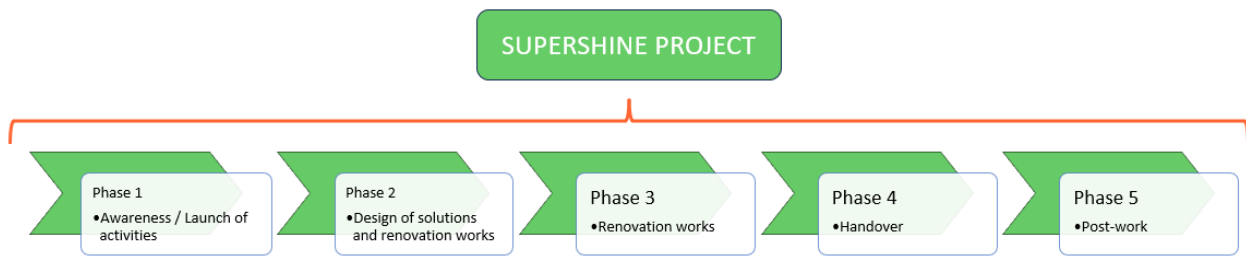 SUPERSHINE PROJECT
Phase 1
•Awareness / Launch of
activities
Phase 2
•Design of solutions
and renovation works
Phase 3
•Renovation works
Phase 4
•Handover
Phase 5
•Post-work